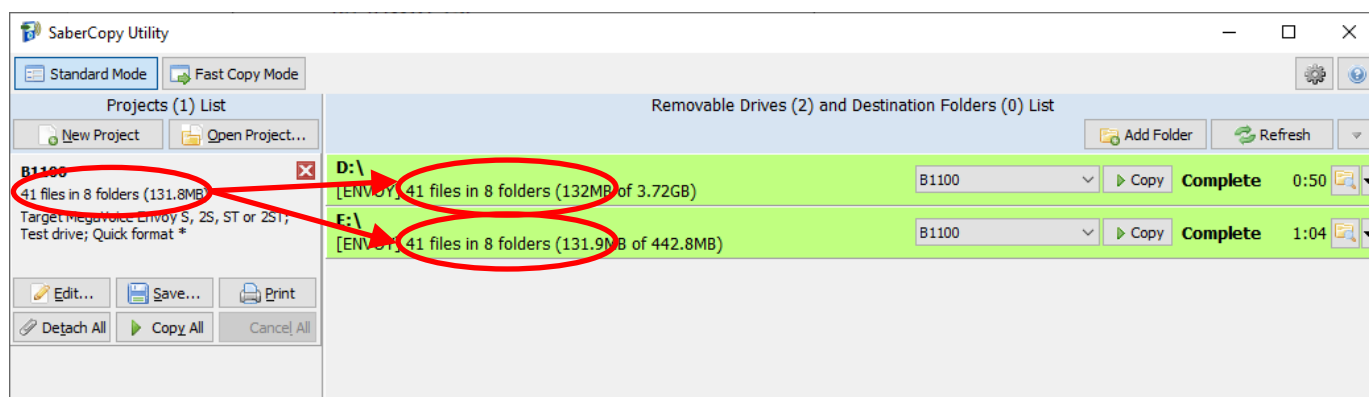 SaberCopy Utility
Standard Mode
Fast Copy Mode
Projects (1) List
Removable Drives (2) and Destination Folders (0) List
New Project
Open Project...
Add Folder
Refresh
B1100
41 files in 8 folders (131.8MB)
Target MegaVoice Envoy S, 2S, ST or 2ST;
Test drive; Quick format *
D:\
[ENVOY] 41 files in 8 folders (132MB of 3.72GB)
B1100
Copy
Complete
0:50
E:\
[ENVOY] 41 files in 8 folders (131.9MB of 442.8MB)
B1100
Copy
Complete
1:04
Edit...
Save...
Print
Detach All
Copy All
Cancel All